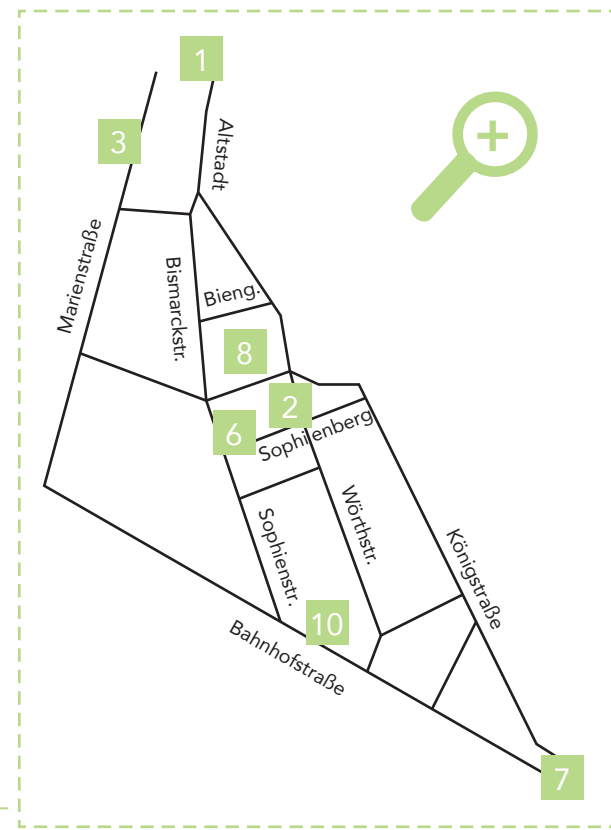 1
3
Altstadt
Marienstraße
Bismarckstr.
Bieng.
8
2
6
Sophienberg
Wörthstr.
Sophienstr.
Königstraße
10
Bahnhofstraße
7